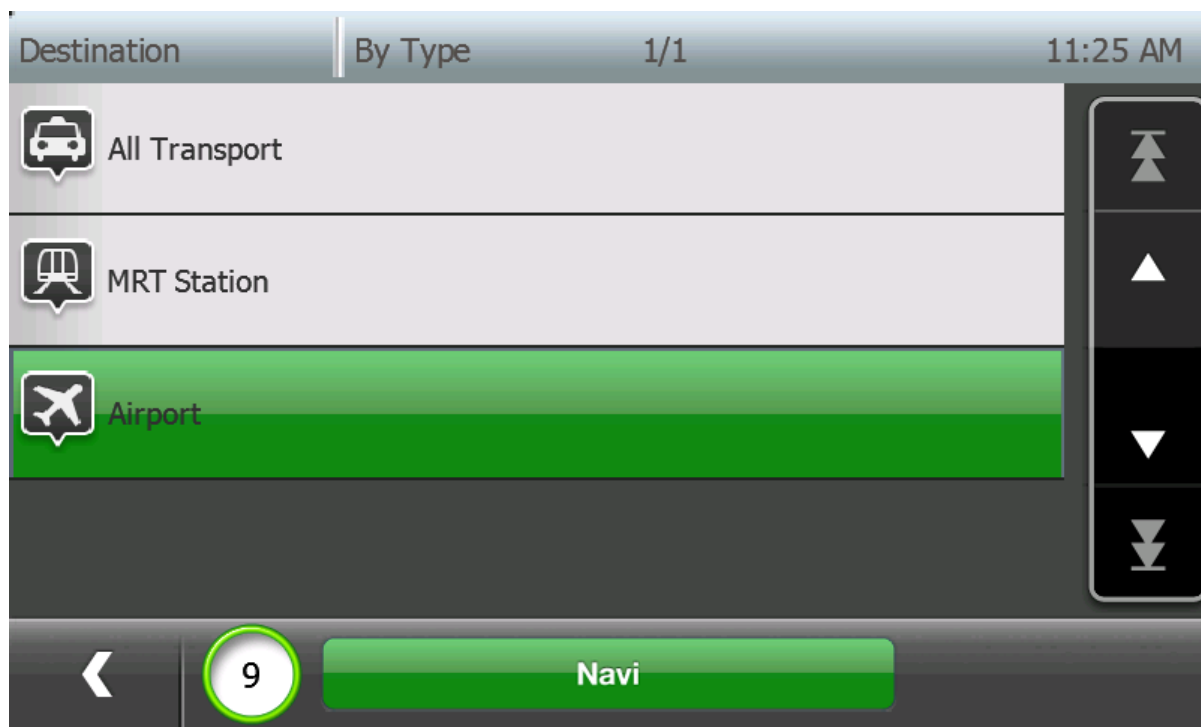 Destination By Type 1/1 11:25 AM
All Transport
MRT Station
Airport
9 Navi